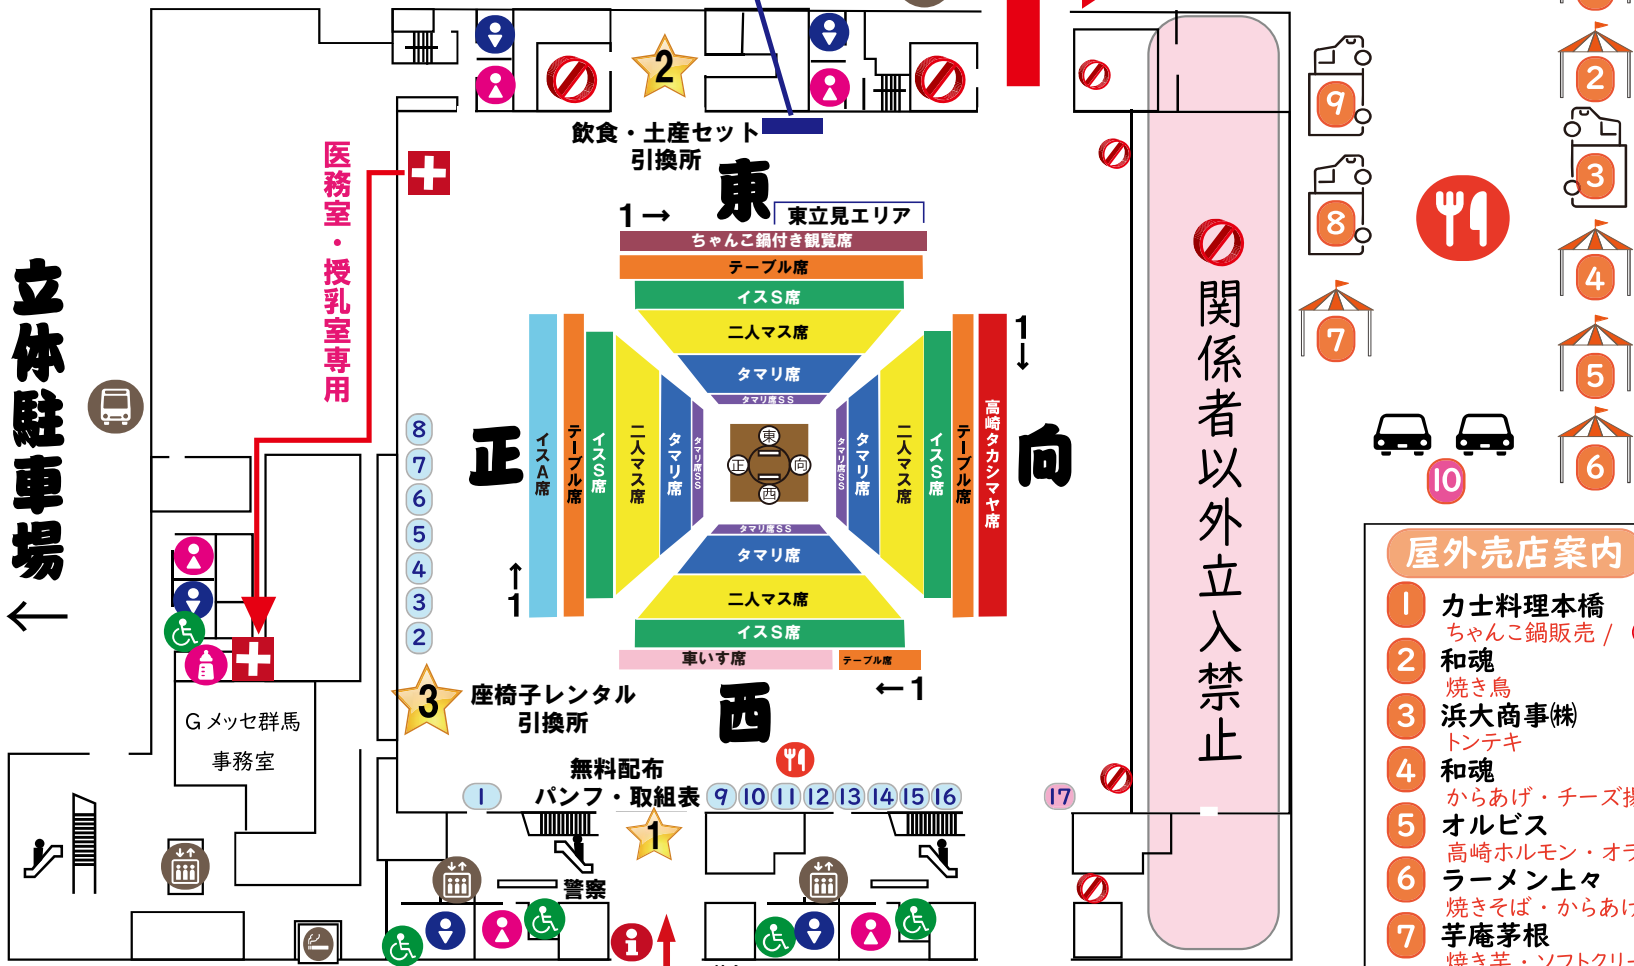 2
飲食・土産セット
引換所
医務室・授乳室専用
東
1→
東立見エリア
ちゃんこ鍋付き観覧席
テーブル席
イスS席
二人マス席
タマリ席
タマリ席SS
立体駐車場
←
正
イスA席
テーブル席
イスS席
二人マス席
タマリ席
タマリ席SS
東
正
向
西
タマリ席SS
タマリ席
二人マス席
イスS席
テーブル席
高崎タカシマヤ席
向
1
↓
↑
1
タマリ席SS
タマリ席
二人マス席
イスS席
車いす席
テーブル席
←1
西
8
7
6
5
4
3
2
3
座椅子レンタル
引換所
Gメッセ群馬
事務室
無料配布
パンフ・取組表
1
1
9
10
11
12
13
14
15
16
17
警察
関係者以外立入禁止
9
8
7
2
3
4
5
6
10
屋外売店案内
1 力士料理本橋
ちゃんこ鍋販売 /
2 和魂
焼き鳥
3 浜大商事㈱
トンテキ
4 和魂
からあげ・チーズ揚
5 オルビス
高崎ホルモン・オラ
6 ラーメン上々
焼きそば・からあげ
7 芋庵茅根
焼き芋・ソフトクリー